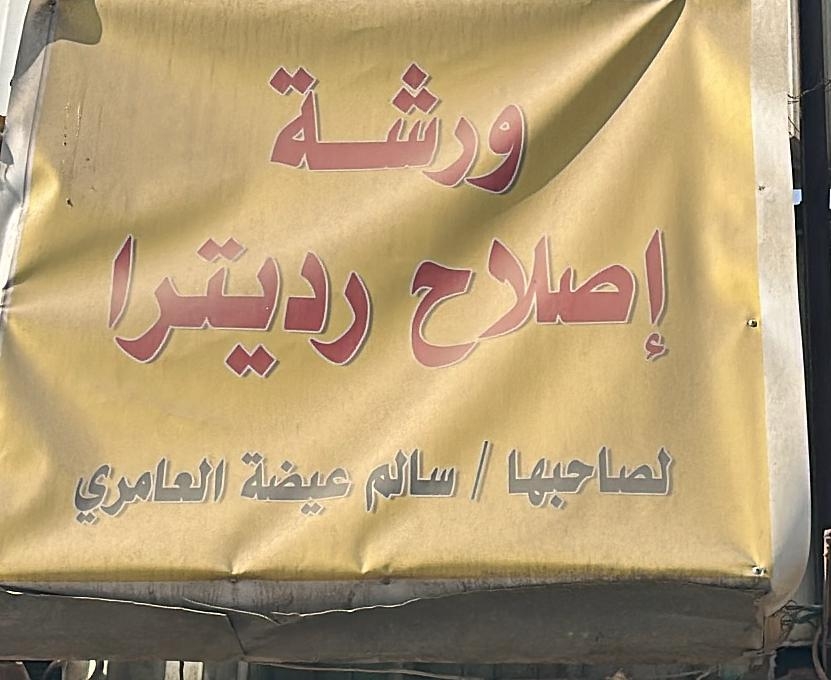 ورشة
إصلاح رديترا
لصاحبها / سالم عيضة العامري